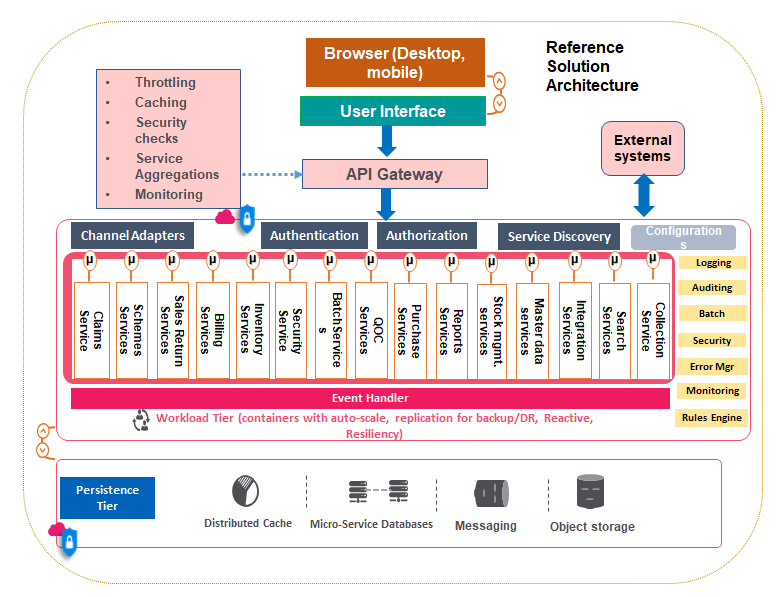 Browser (Desktop,
mobile)
Reference
Solution
Architecture
• Throttling
• Caching
• Security
checks
• Service
Aggregations
• Monitoring
User Interface
External
systems
API Gateway
Channel Adapters
Authentication
Authorization
Service Discovery
Configuration
s
µ µ µ µ µ µ µ µ µ µ µ µ µ µ
Claims
Service
Schemes
Services
Sales Return
Services
Billing
Services
Inventory
Services
Security
Service
BatchService
s
QOC
Services
Purchase
Services
Reports
Services
Stock mgmt.
services
Master data
services
Integration
Services
Search
Services
Collection
Service
Logging
Auditing
Batch
Security
Error Mgr
Monitoring
Rules Engine
Event Handler
Workload Tier (containers with auto-scale, replication for backup/DR, Reactive,
Resiliency)
Persistence
Tier
Distributed Cache
Micro-Service Databases
Messaging
Object storage